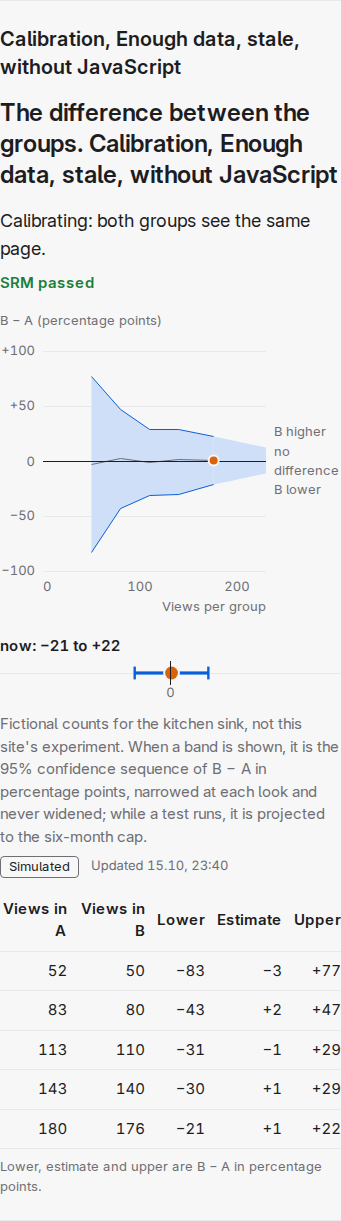 Calibration, Enough data, stale,
without JavaScript
The difference between the
groups. Calibration, Enough
data, stale, without JavaScript
Calibrating: both groups see the same
page.
SRM passed
B − A (percentage points)
+100
+50
0
−50
−100
B higher
no
difference
B lower
0 100 200
Views per group
now: −21 to +22
0
Fictional counts for the kitchen sink, not this
site's experiment. When a band is shown, it is the
95% confidence sequence of B − A in
percentage points, narrowed at each look and
never widened; while a test runs, it is projected
to the six-month cap.
Simulated Updated 15.10, 23:40
Views in A Views in B Lower Estimate Upper
52 50 −83 −3 +77
83 80 −43 +2 +47
113 110 −31 −1 +29
143 140 −30 +1 +29
180 176 −21 +1 +22
Lower, estimate and upper are B − A in percentage
points.